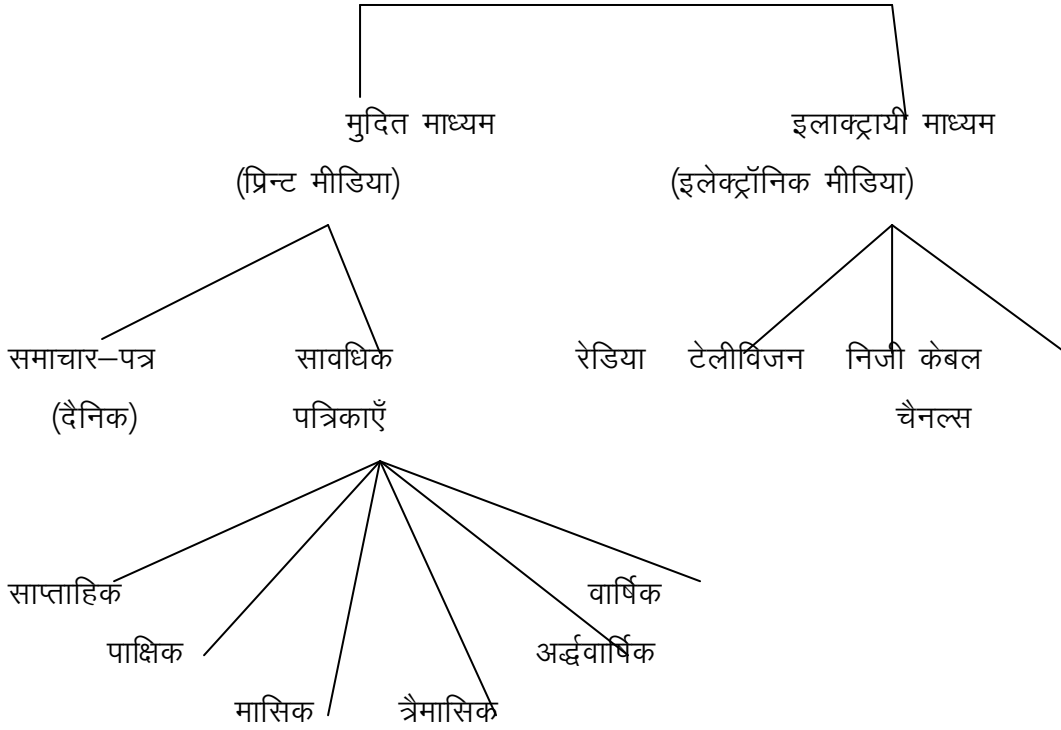 मुदित माध्यम इलाक्ट्रायी माध्यम
(प्रिन्ट मीडिया) (इलेक्ट्रॉनिक मीडिया)
समाचार–पत्र सावधिक रेडिया टेलीविजन निजी केबल
(दैनिक) पत्रिकाएँ चैनल्स
साप्ताहिक वार्षिक
पाक्षिक अर्द्धवार्षिक
मासिक त्रैमासिक